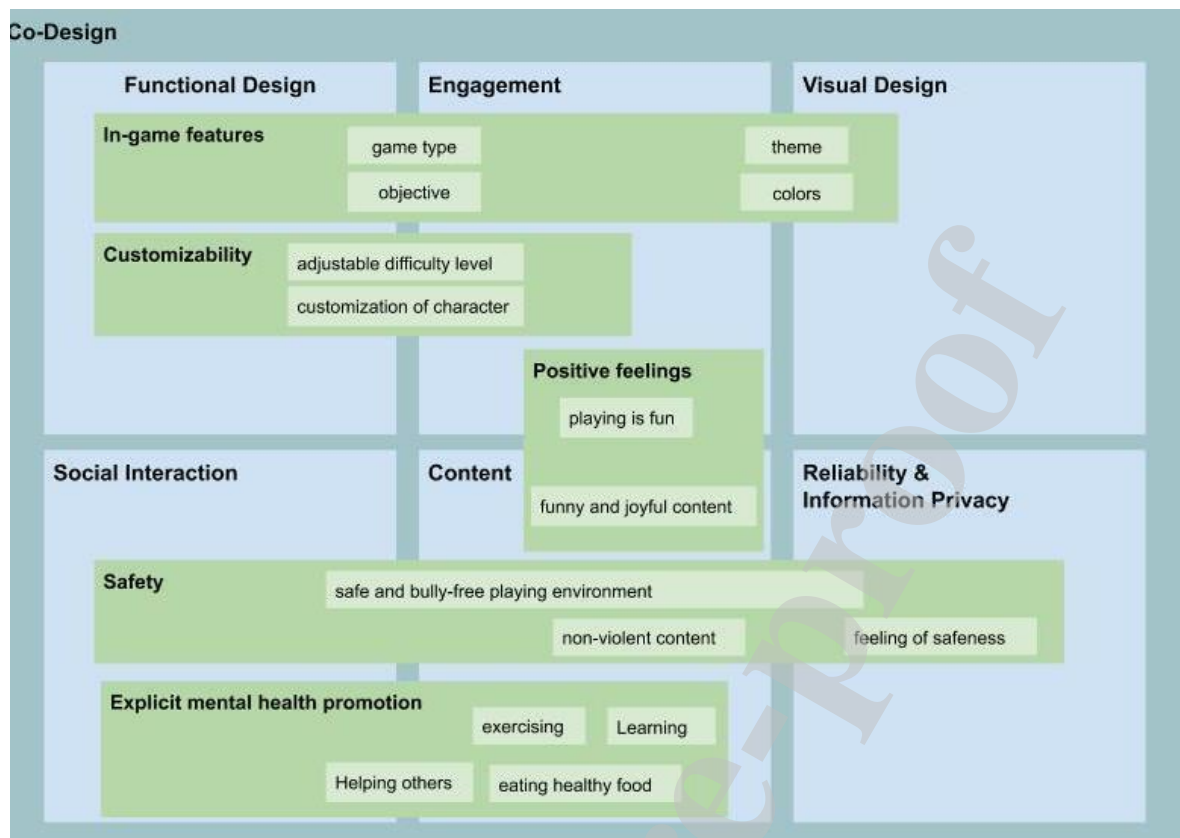 Co-Design
Functional Design
Engagement
Visual Design
In-game features
game type
theme
objective
colors
Customizability
adjustable difficulty level
customization of character
Positive feelings
playing is fun
Social Interaction
Content
Reliability &
Information Privacy
funny and joyful content
Safety
safe and bully-free playing environment
non-violent content
feeling of safeness
Explicit mental health promotion
exercising
Learning
Helping others
eating healthy food
e-proof